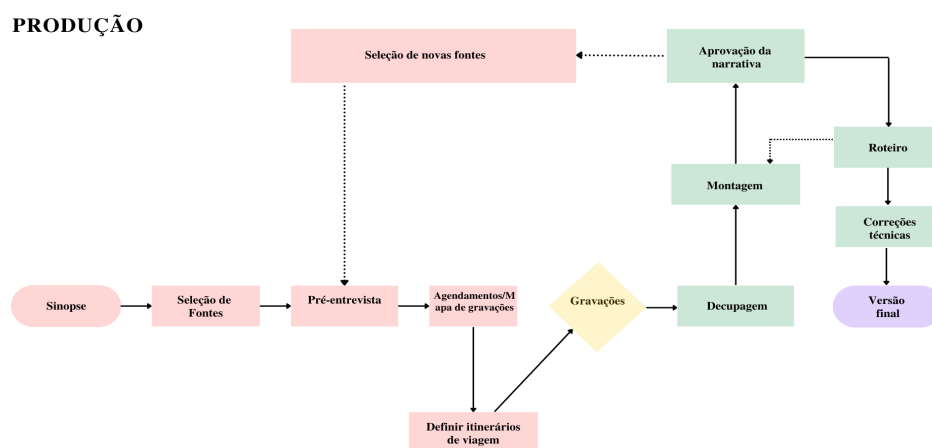 PRODUÇÃO
Seleção de novas fontes
Aprovação da
narrativa
Roteiro
Montagem
Correções
técnicas
Sinopse
Seleção de
Fontes
Pré-entrevista
Agendamentos/M
apa de gravações
Gravações
Decupagem
Versão
final
Definir itinerários
de viagem